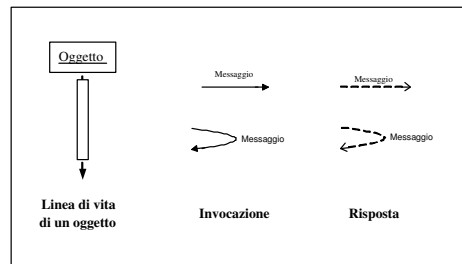 Oggetto
Messaggio
Messaggio
Messaggio
Messaggio
Linea di vita
di un oggetto
Invocazione
Risposta